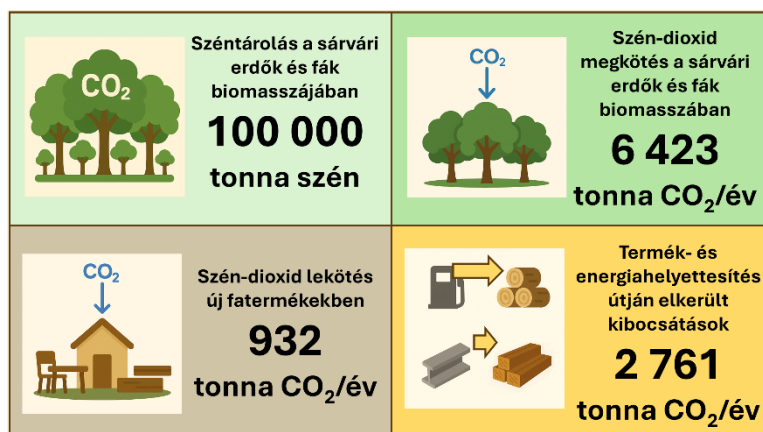 CO₂
Széntárolás a sárvári
erdők és fák
biomasszájában
100 000
tonna szén
CO₂
Szén-dioxid
megkötés a sárvári
erdők és fák
biomasszában
6 423
tonna CO₂/év
CO₂
Szén-dioxid lekötés
új fatermékekben
932
tonna CO₂/év
Termék- és
energiahelyettesítés
útján elkerült
kibocsátások
2 761
tonna CO₂/év